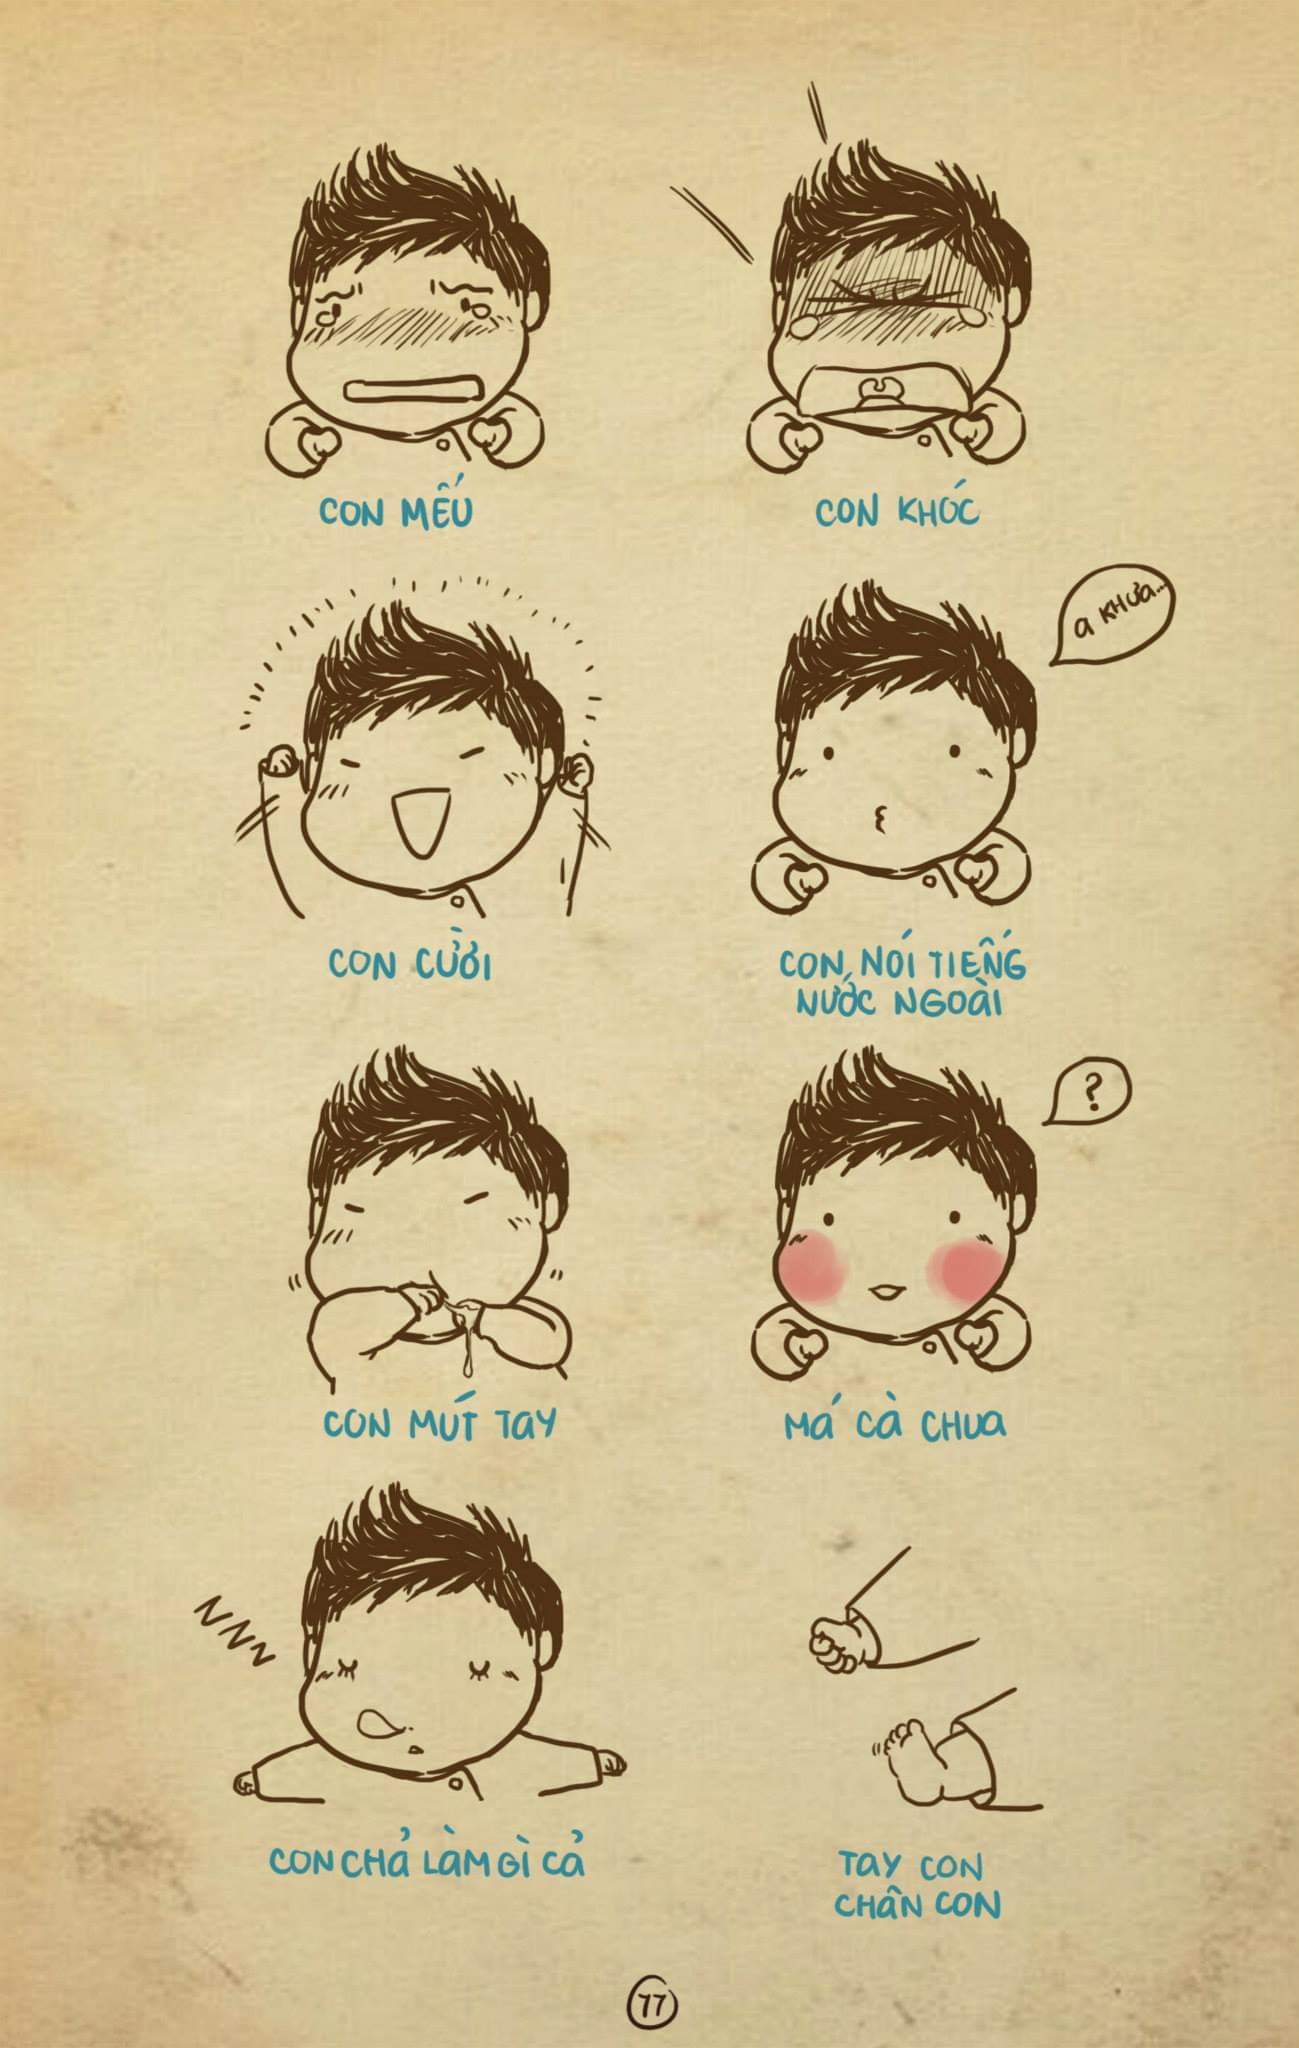 CON MẾU
CON KHÓC
a KHƯA...
CON CƯỜI
CON NÓI TIẾNG
NƯỚC NGOÀI
?
CON MÚT TAY
MÁ CÀ CHUA
NNN
CON CHẢ LÀM GÌ CẢ
TAY CON
CHÂN CON
77